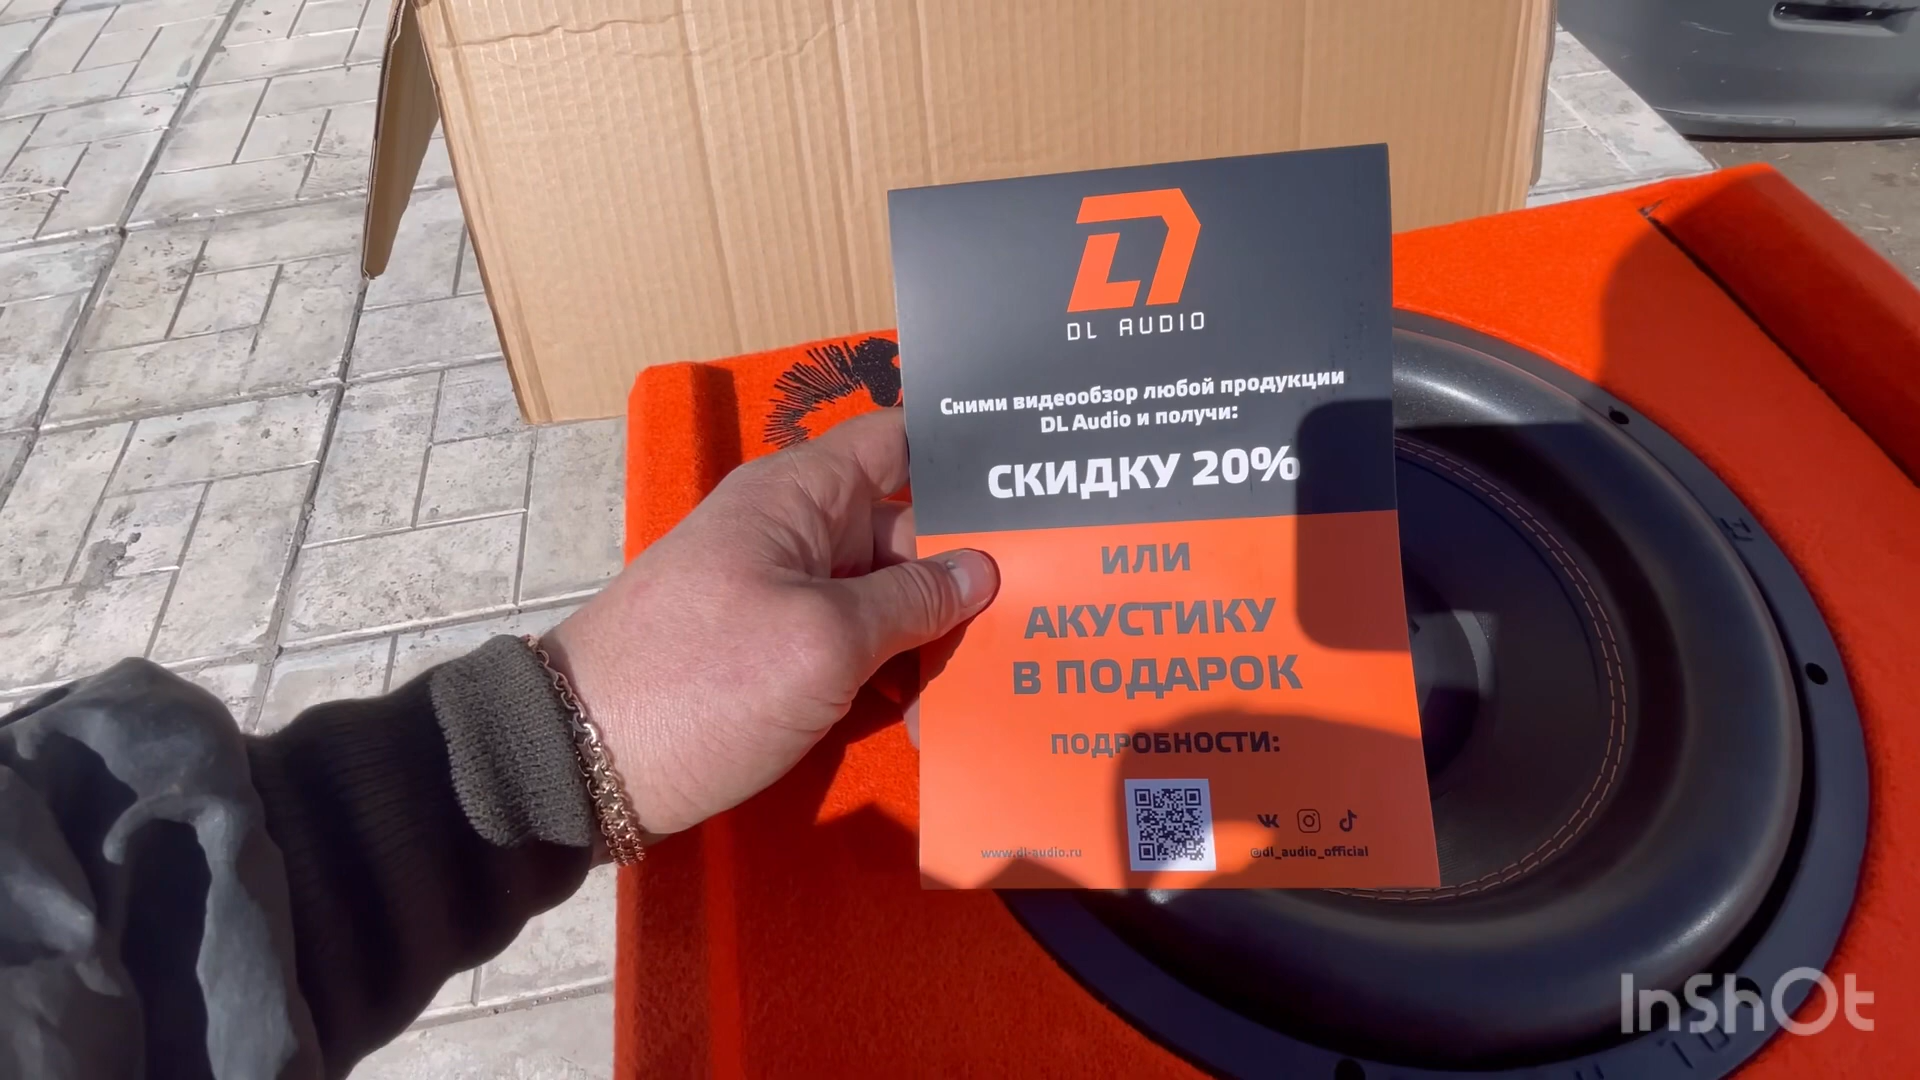 DL AUDIO
Сними видеообзор любой продукции
DL Audio и получи:
СКИДКУ 20%
ИЛИ
АКУСТИКУ
В ПОДАРОК
ПОДРОБНОСТИ:
www.dl-audio.ru
@dl_audio_official
InShOt